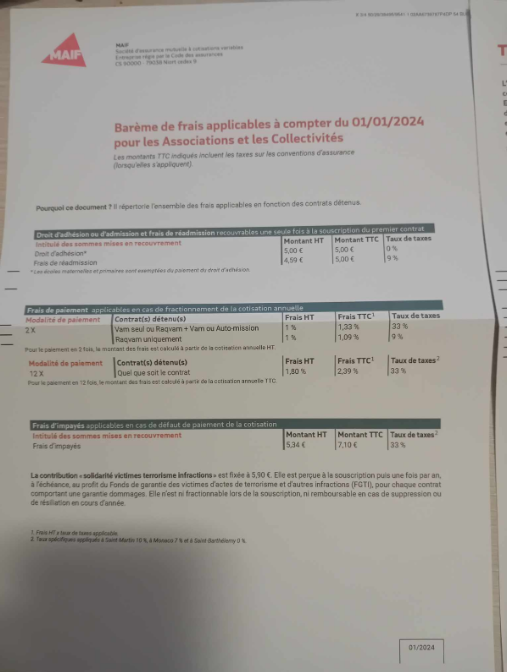 MAIF
MAIF
Société d'assurance mutuelle à cotisations variables
Entreprise régie par le Code des assurances
CS 90000 - 79038 Niort cedex 9
Barème de frais applicables à compter du 01/01/2024
pour les Associations et les Collectivités
Les montants TTC indiqués incluent les taxes sur les conventions d'assurance
(lorsqu'elles s'appliquent).
Pourquoi ce document ? Il répertorie l'ensemble des frais applicables en fonction des contrats détenus.
Droit d'adhésion ou d'admission et frais de réadmission recouvrables une seule fois à la souscription du premier contrat
Intitulé des sommes mises en recouvrement Montant HT Montant TTC Taux de taxes
Droit d'adhésion* 5,00 € 5,00 € 0 %
Frais de réadmission 4,59 € 5,00 € 9 %
* Les écoles maternelles et primaires sont exemptées du paiement du droit d'adhésion.
Frais de paiement applicables en cas de fractionnement de la cotisation annuelle
Modalité de paiement Contrat(s) détenu(s) Frais HT Frais TTC¹ Taux de taxes
2 X Vam seul ou Raqvam + Vam ou Auto-mission 1 % 1,33 % 33 %
Raqvam uniquement 1 % 1,09 % 9 %
Pour le paiement en 2 fois, le montant des frais est calculé à partir de la cotisation annuelle HT.
Modalité de paiement Contrat(s) détenu(s) Frais HT Frais TTC¹ Taux de taxes²
12 X Quel que soit le contrat 1,80 % 2,39 % 33 %
Pour le paiement en 12 fois, le montant des frais est calculé à partir de la cotisation annuelle TTC.
Frais d'impayés applicables en cas de défaut de paiement de la cotisation
Intitulé des sommes mises en recouvrement Montant HT Montant TTC Taux de taxes²
Frais d'impayés 5,34 € 7,10 € 33 %
La contribution « solidarité victimes terrorisme infractions » est fixée à 5,90 €. Elle est perçue à la souscription puis une fois par an,
à l'échéance, au profit du Fonds de garantie des victimes d'actes de terrorisme et d'autres infractions (FGTI), pour chaque contrat
comportant une garantie dommages. Elle n'est ni fractionnable lors de la souscription, ni remboursable en cas de suppression ou
de résiliation en cours d'année.
1. Frais HT x taux de taxes applicable.
2. Taux spécifiques appliqués à Saint Martin 10 %, à Monaco 7 % et à Saint Barthélemy 0 %.
01/2024